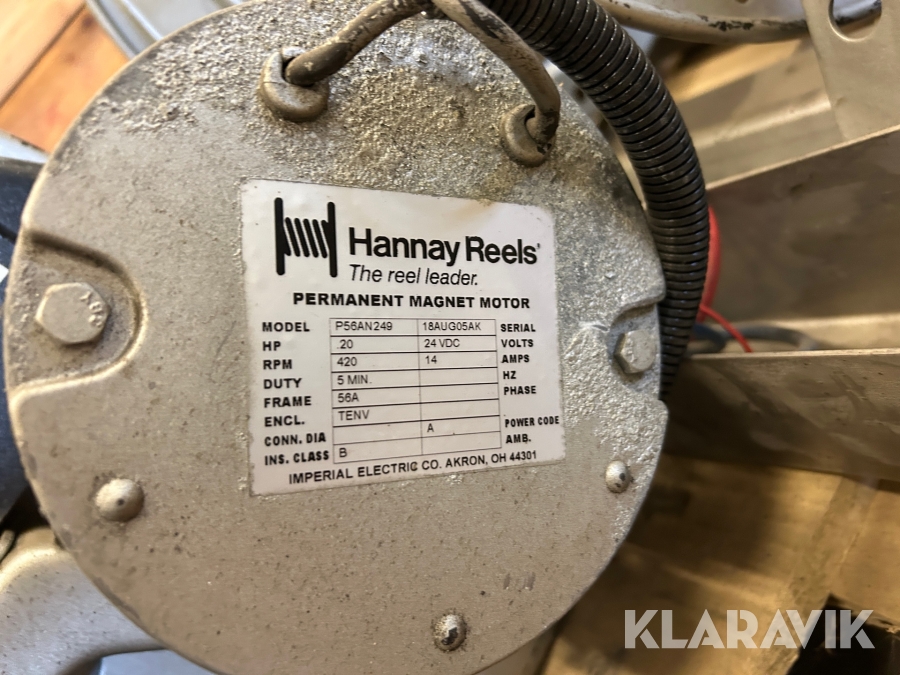 Hannay Reels®
The reel leader.
PERMANENT MAGNET MOTOR
MODEL P56AN249 18AUG05AK SERIAL
HP .20 24 VDC VOLTS
RPM 420 14 AMPS
DUTY 5 MIN. HZ
FRAME 56A PHASE
ENCL. TENV
CONN. DIA A POWER CODE
INS. CLASS B AMB.
IMPERIAL ELECTRIC CO. AKRON, OH 44301
KLARAVIK